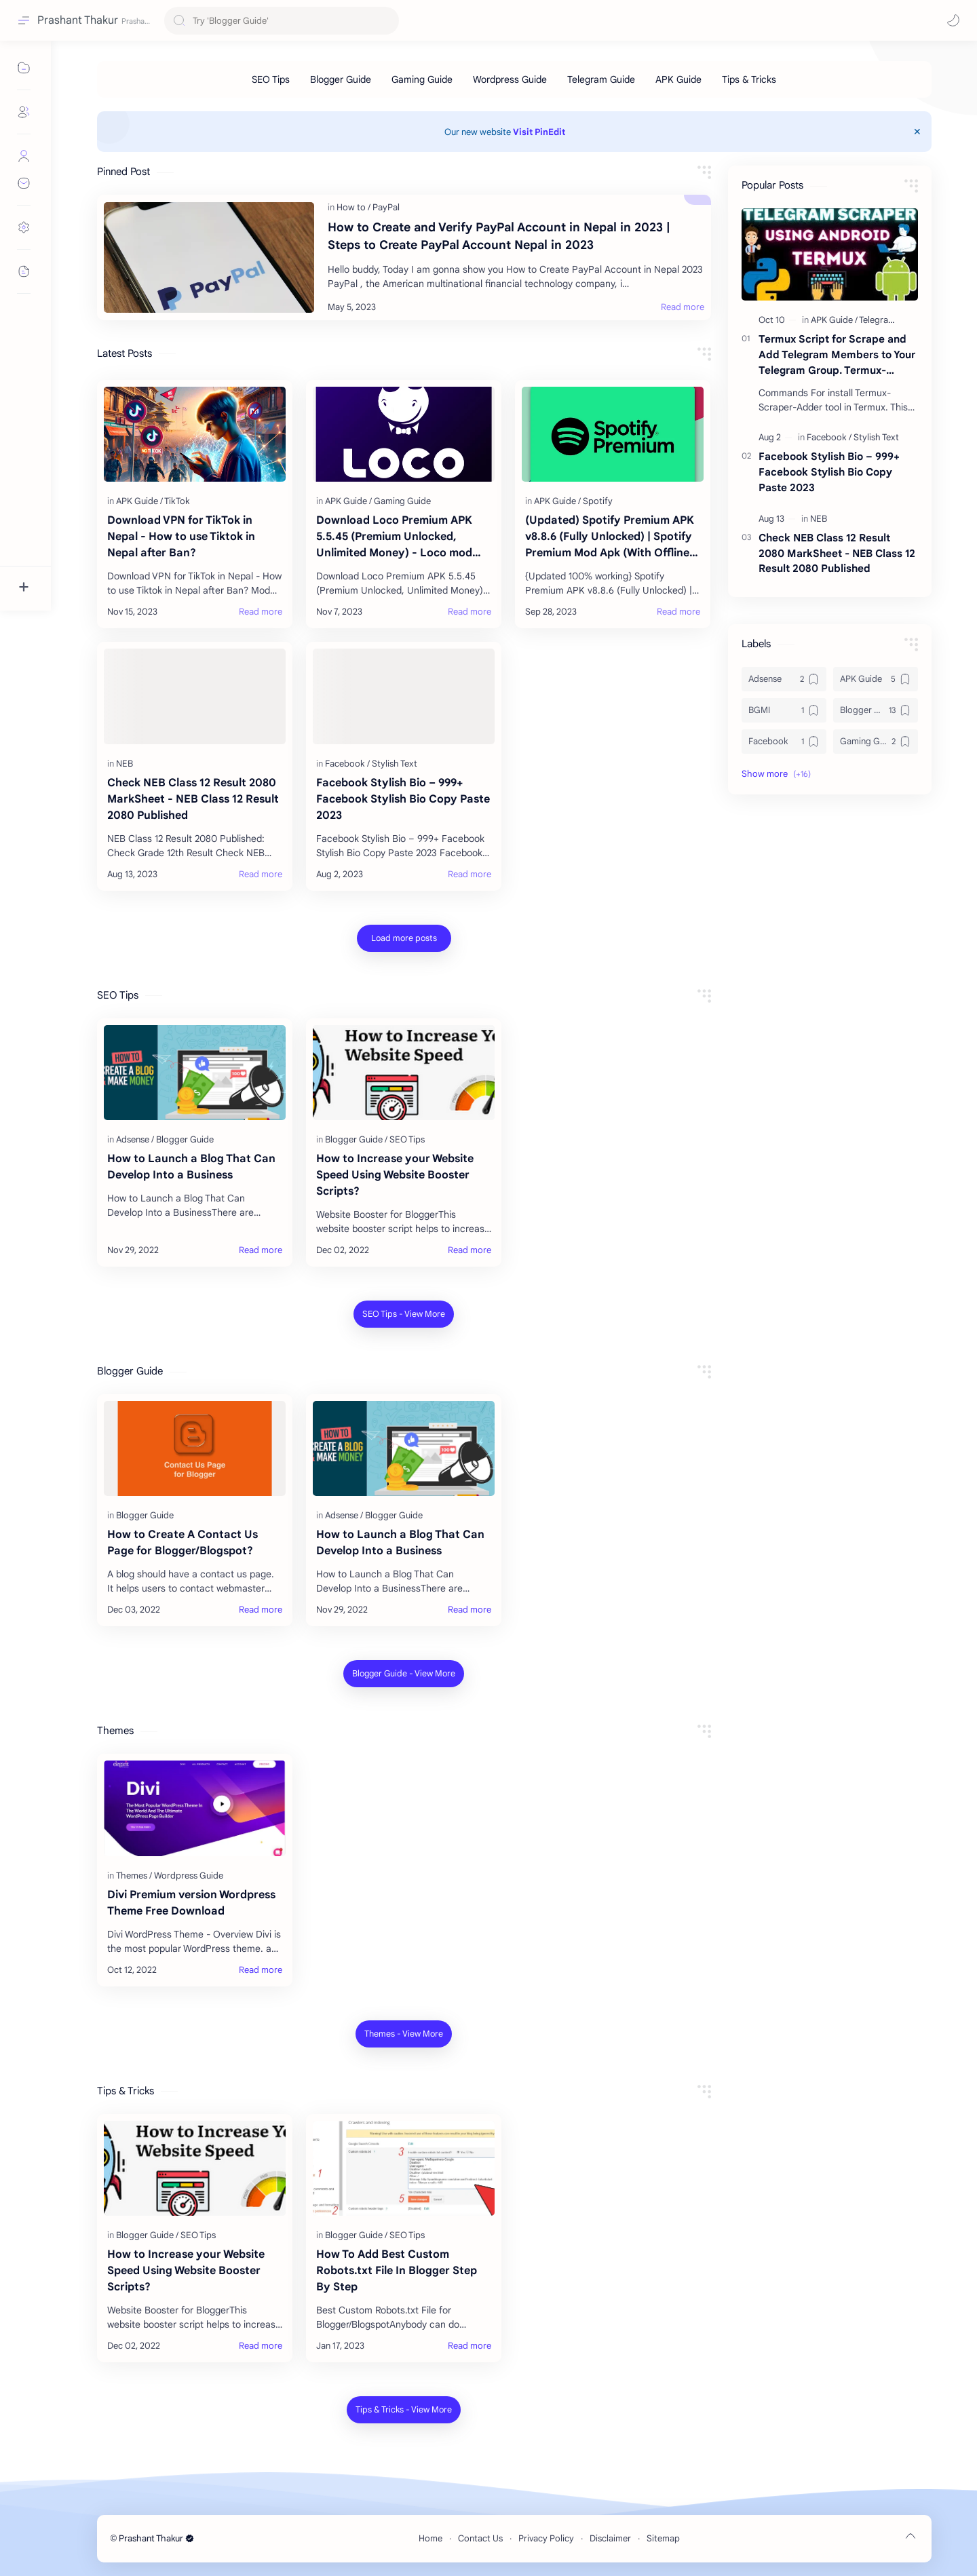 Prashant Thakur Prasha...
Try 'Blogger Guide'
SEO Tips Blogger Guide Gaming Guide Wordpress Guide Telegram Guide APK Guide Tips & Tricks
Our new website Visit PinEdit
Pinned Post
PayPal
in How to / PayPal
How to Create and Verify PayPal Account in Nepal in 2023 |
Steps to Create PayPal Account Nepal in 2023
Hello buddy, Today I am gonna show you How to Create PayPal Account in Nepal 2023
PayPal , the American multinational financial technology company, i...
May 5, 2023 Read more
Latest Posts
LOCO
Spotify Premium
in APK Guide / TikTok
Download VPN for TikTok in
Nepal - How to use Tiktok in
Nepal after Ban?
Download VPN for TikTok in Nepal - How
to use Tiktok in Nepal after Ban? Mod...
Nov 15, 2023 Read more
in APK Guide / Gaming Guide
Download Loco Premium APK
5.5.45 (Premium Unlocked,
Unlimited Money) - Loco mod...
Download Loco Premium APK 5.5.45
(Premium Unlocked, Unlimited Money)...
Nov 7, 2023 Read more
in APK Guide / Spotify
(Updated) Spotify Premium APK
v8.8.6 (Fully Unlocked) | Spotify
Premium Mod Apk (With Offline...
{Updated 100% working} Spotify
Premium APK v8.8.6 (Fully Unlocked) |...
Sep 28, 2023 Read more
in NEB
Check NEB Class 12 Result 2080
MarkSheet - NEB Class 12 Result
2080 Published
NEB Class 12 Result 2080 Published:
Check Grade 12th Result Check NEB...
Aug 13, 2023 Read more
in Facebook / Stylish Text
Facebook Stylish Bio – 999+
Facebook Stylish Bio Copy Paste
2023
Facebook Stylish Bio – 999+ Facebook
Stylish Bio Copy Paste 2023 Facebook...
Aug 2, 2023 Read more
Load more posts
Popular Posts
TELEGRAM SCRAPER
USING ANDROID
TERMUX
Oct 10 in APK Guide / Telegra...
01 Termux Script for Scrape and
Add Telegram Members to Your
Telegram Group. Termux-...
Commands For install Termux-
Scraper-Adder tool in Termux. This...
Aug 2 in Facebook / Stylish Text
02 Facebook Stylish Bio – 999+
Facebook Stylish Bio Copy
Paste 2023
Aug 13 in NEB
03 Check NEB Class 12 Result
2080 MarkSheet - NEB Class 12
Result 2080 Published
Labels
Adsense 2 APK Guide 5
BGMI 1 Blogger ... 13
Facebook 1 Gaming G... 2
Show more (+16)
SEO Tips
HOW TO
CREATE A BLOG
& MAKE MONEY
How to Increase Yo
Website Speed
in Adsense / Blogger Guide
How to Launch a Blog That Can
Develop Into a Business
How to Launch a Blog That Can
Develop Into a BusinessThere are...
Nov 29, 2022 Read more
in Blogger Guide / SEO Tips
How to Increase your Website
Speed Using Website Booster
Scripts?
Website Booster for BloggerThis
website booster script helps to increas...
Dec 02, 2022 Read more
SEO Tips - View More
Blogger Guide
Contact Us Page
for Blogger
HOW TO
CREATE A BLOG
& MAKE MONEY
in Blogger Guide
How to Create A Contact Us
Page for Blogger/Blogspot?
A blog should have a contact us page.
It helps users to contact webmaster...
Dec 03, 2022 Read more
in Adsense / Blogger Guide
How to Launch a Blog That Can
Develop Into a Business
How to Launch a Blog That Can
Develop Into a BusinessThere are...
Nov 29, 2022 Read more
Blogger Guide - View More
Themes
Divi
The Most Popular WordPress Theme In
The World And The Ultimate
WordPress Page Builder
in Themes / Wordpress Guide
Divi Premium version Wordpress
Theme Free Download
Divi WordPress Theme - Overview Divi is
the most popular WordPress theme. a...
Oct 12, 2022 Read more
Themes - View More
Tips & Tricks
How to Increase Yo
Website Speed
1
2
3
5
in Blogger Guide / SEO Tips
How to Increase your Website
Speed Using Website Booster
Scripts?
Website Booster for BloggerThis
website booster script helps to increas...
Dec 02, 2022 Read more
in Blogger Guide / SEO Tips
How To Add Best Custom
Robots.txt File In Blogger Step
By Step
Best Custom Robots.txt File for
Blogger/BlogspotAnybody can do...
Jan 17, 2023 Read more
Tips & Tricks - View More
© Prashant Thakur
Home · Contact Us · Privacy Policy · Disclaimer · Sitemap